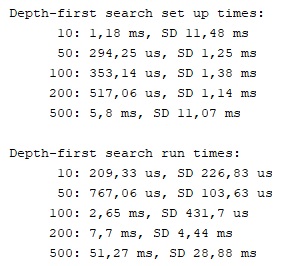 Depth-first search set up times:
10: 1,18 ms, SD 11,48 ms
50: 294,25 us, SD 1,25 ms
100: 353,14 us, SD 1,38 ms
200: 517,06 us, SD 1,14 ms
500: 5,8 ms, SD 11,07 ms
Depth-first search run times:
10: 209,33 us, SD 226,83 us
50: 767,06 us, SD 103,63 us
100: 2,65 ms, SD 431,7 us
200: 7,7 ms, SD 4,44 ms
500: 51,27 ms, SD 28,88 ms